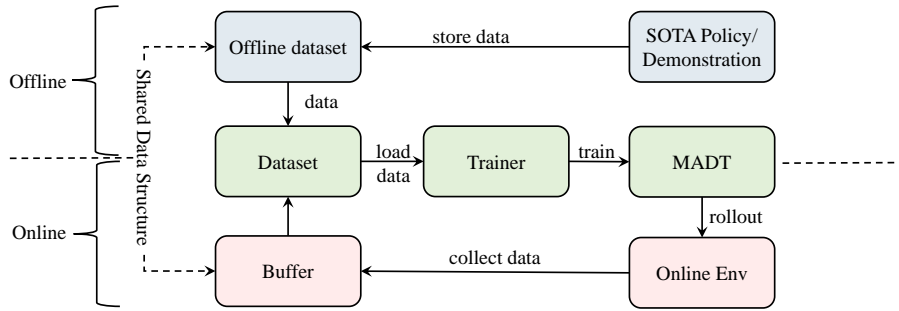 Offline dataset
store data
SOTA Policy/
Demonstration
Offline
Shared Data Structure
data
Dataset
load
data
Trainer
train
MADT
Online
rollout
Buffer
collect data
Online Env